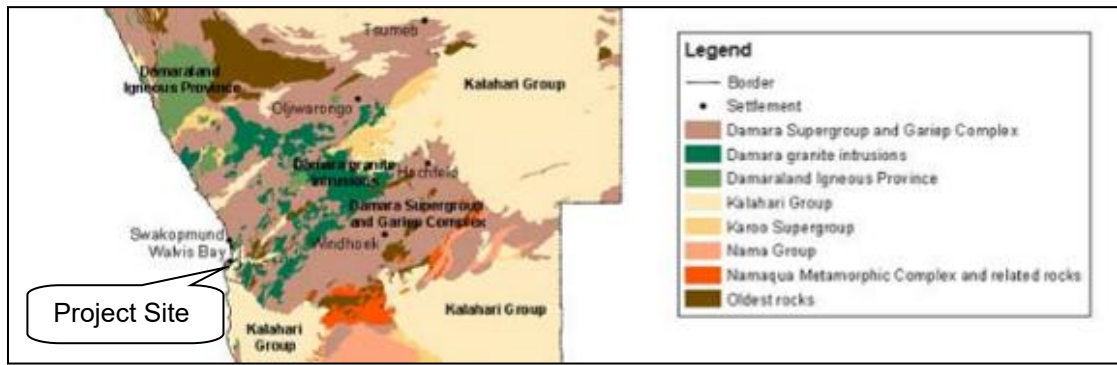 Tsumeb
Damaraland
Igneous Province
Kalahari Group
Otjiwarongo
Damara granite
intrusions
Hochfeld
Damara Supergroup
and Gariep Complex
Swakopmund
Walvis Bay
Windhoek
Project Site
Kalahari
Group
Kalahari Group
Legend
Border
Settlement
Damara Supergroup and Gariep Complex
Damara granite intrusions
Damaraland Igneous Province
Kalahari Group
Karoo Supergroup
Nama Group
Namaqua Metamorphic Complex and related rocks
Oldest rocks